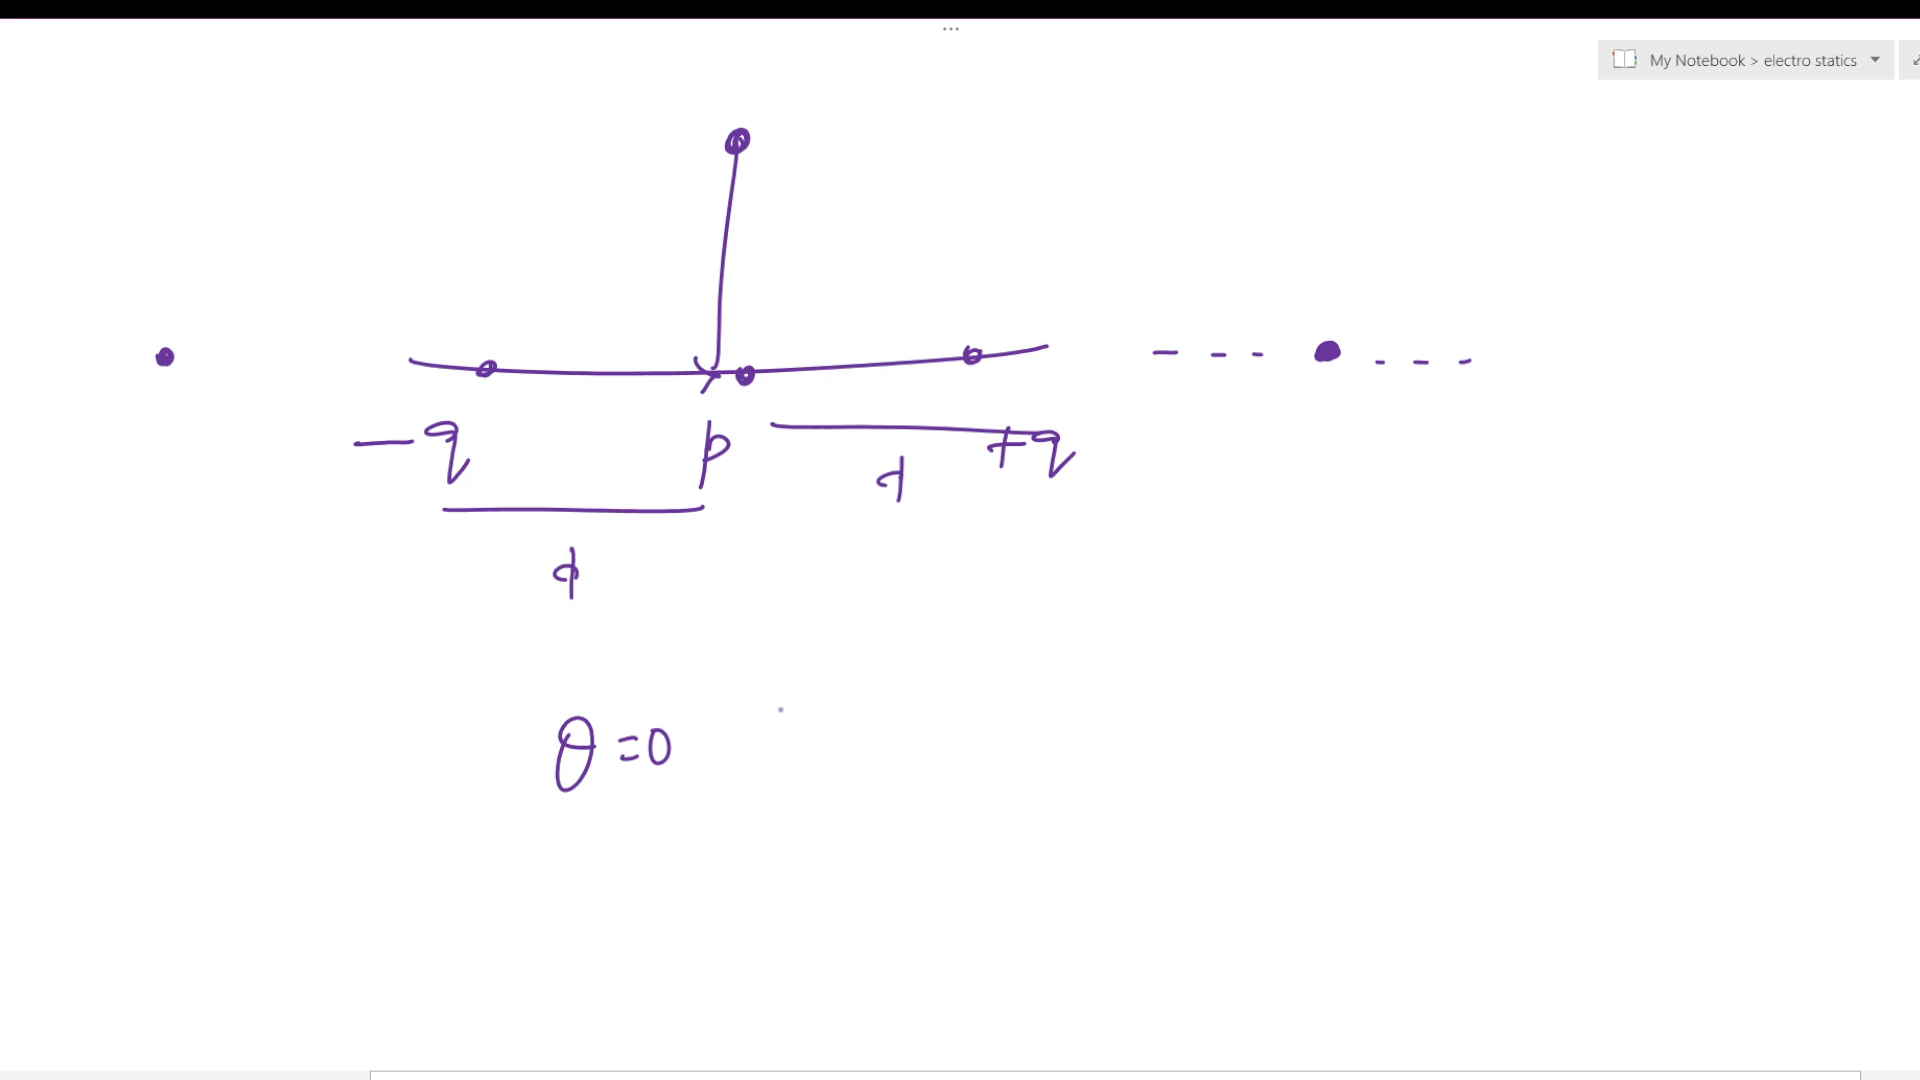 ...
My Notebook > electro statics
-q p +q
d
d
θ = 0